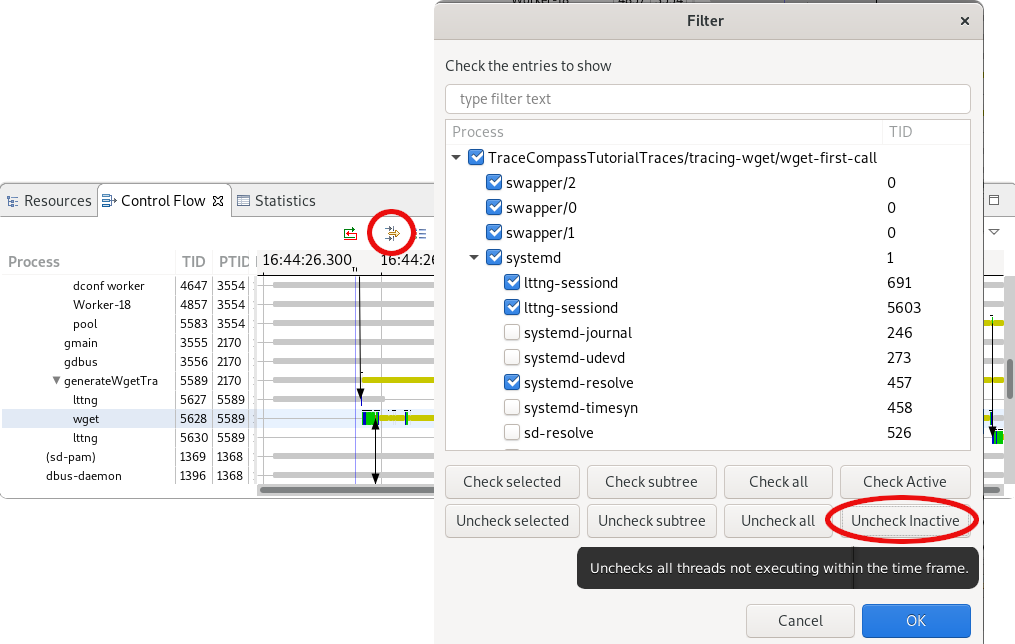 Filter
Check the entries to show
type filter text
Process TID
TraceCompassTutorialTraces/tracing-wget/wget-first-call
swapper/2 0
swapper/0 0
swapper/1 0
systemd 1
lttng-sessiond 691
lttng-sessiond 5603
systemd-journal 246
systemd-udevd 273
systemd-resolve 457
systemd-timesyn 458
sd-resolve 526
Check selected Check subtree Check all Check Active
Uncheck selected Uncheck subtree Uncheck all Uncheck Inactive
Unchecks all threads not executing within the time frame.
Cancel OK
Resources Control Flow Statistics
Process TID PTID 16:44:26.300 16:44:26
dconf worker 4647 3554
Worker-18 4857 3554
pool 5583 3554
gmain 3555 2170
gdbus 3556 2170
generateWgetTra 5589 2170
lttng 5627 5589
wget 5628 5589
lttng 5630 5589
(sd-pam) 1369 1368
dbus-daemon 1396 1368